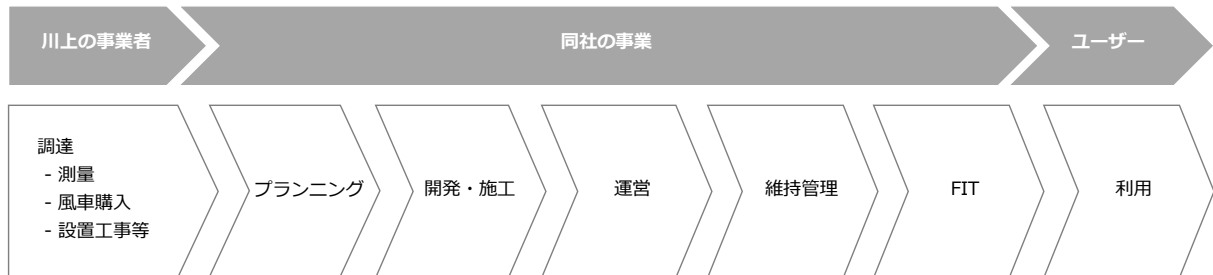 川上の事業者
同社の事業
ユーザー
調達
- 測量
- 風車購入
- 設置工事等
プランニング
開発・施工
運営
維持管理
FIT
利用